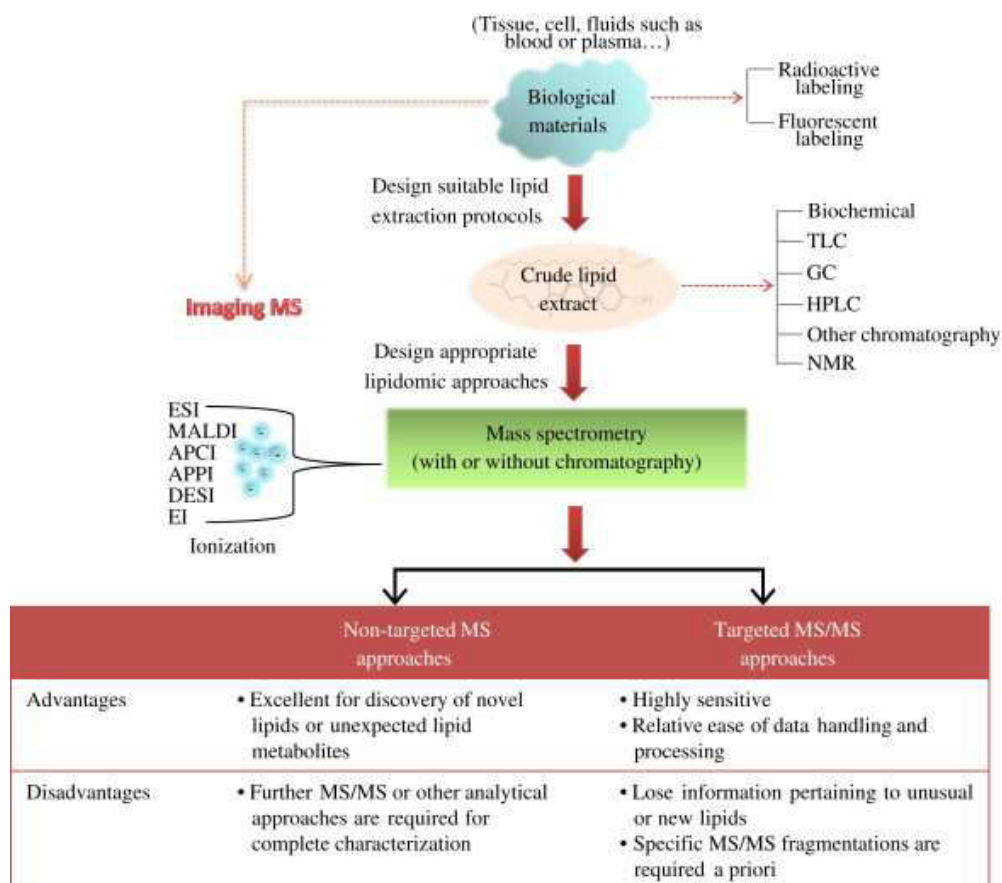 (Tissue, cell, fluids such as
blood or plasma…)
Biological
materials
Radioactive
labeling
Fluorescent
labeling
Design suitable lipid
extraction protocols
Imaging MS
Crude lipid
extract
Biochemical
TLC
GC
HPLC
Other chromatography
NMR
Design appropriate
lipidomic approaches
ESI
MALDI
APCI
APPI
DESI
EI
Ionization
Mass spectrometry
(with or without chromatography)
Non-targeted MS
approaches
Targeted MS/MS
approaches
Advantages
• Excellent for discovery of novel
lipids or unexpected lipid
metabolites
• Highly sensitive
• Relative ease of data handling and
processing
Disadvantages
• Further MS/MS or other analytical
approaches are required for
complete characterization
• Lose information pertaining to unusual
or new lipids
• Specific MS/MS fragmentations are
required a priori